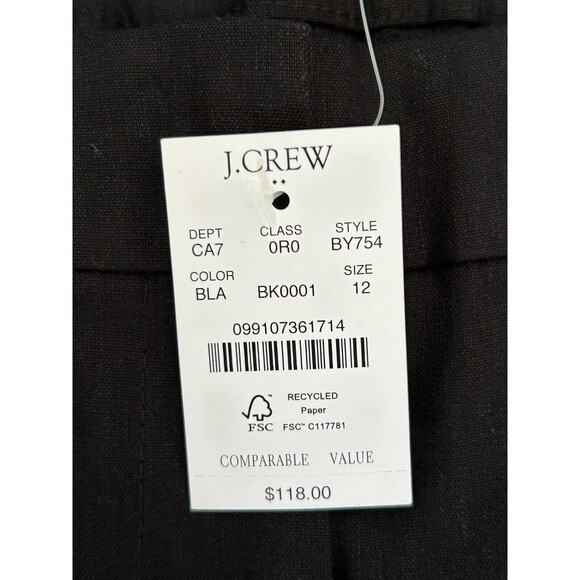 J.CREW
DEPT CLASS STYLE
CA7 0R0 BY754
COLOR SIZE
BLA BK0001 12
099107361714
RECYCLED
Paper
FSC FSC™ C117781
COMPARABLE VALUE
$118.00